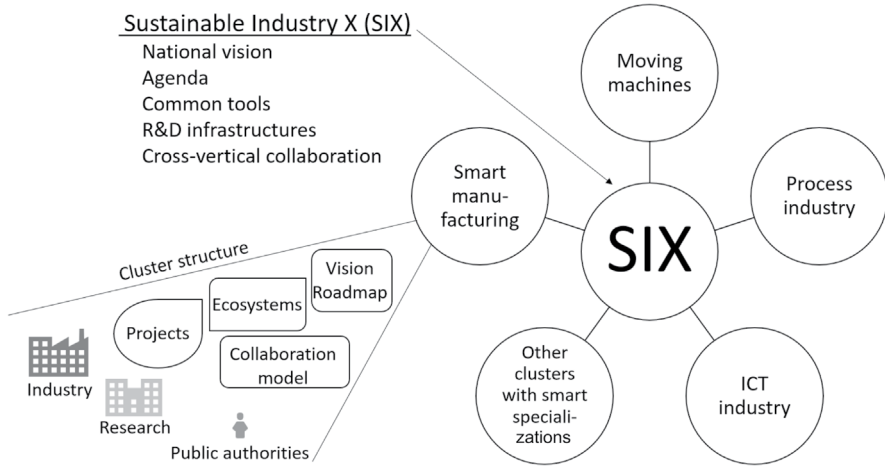 Sustainable Industry X (SIX)
National vision
Agenda
Common tools
R&D infrastructures
Cross-vertical collaboration
Moving
machines
Smart
manu-
facturing
Process
industry
SIX
Cluster structure
Vision
Roadmap
Ecosystems
Projects
Collaboration
model
Industry
Research
Public authorities
Other
clusters
with smart
speciali-
zations
ICT
industry